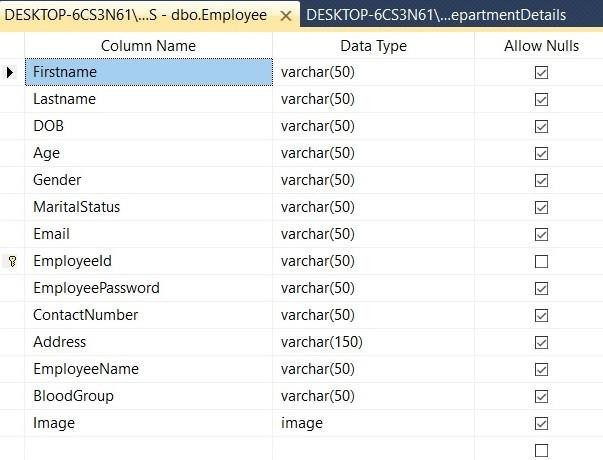 DESKTOP-6CS3N61\...S - dbo.Employee DESKTOP-6CS3N61\...epartmentDetails
Column Name Data Type Allow Nulls
Firstname varchar(50)
Lastname varchar(50)
DOB varchar(50)
Age varchar(50)
Gender varchar(50)
MaritalStatus varchar(50)
Email varchar(50)
EmployeeId varchar(50)
EmployeePassword varchar(50)
ContactNumber varchar(50)
Address varchar(150)
EmployeeName varchar(50)
BloodGroup varchar(50)
Image image